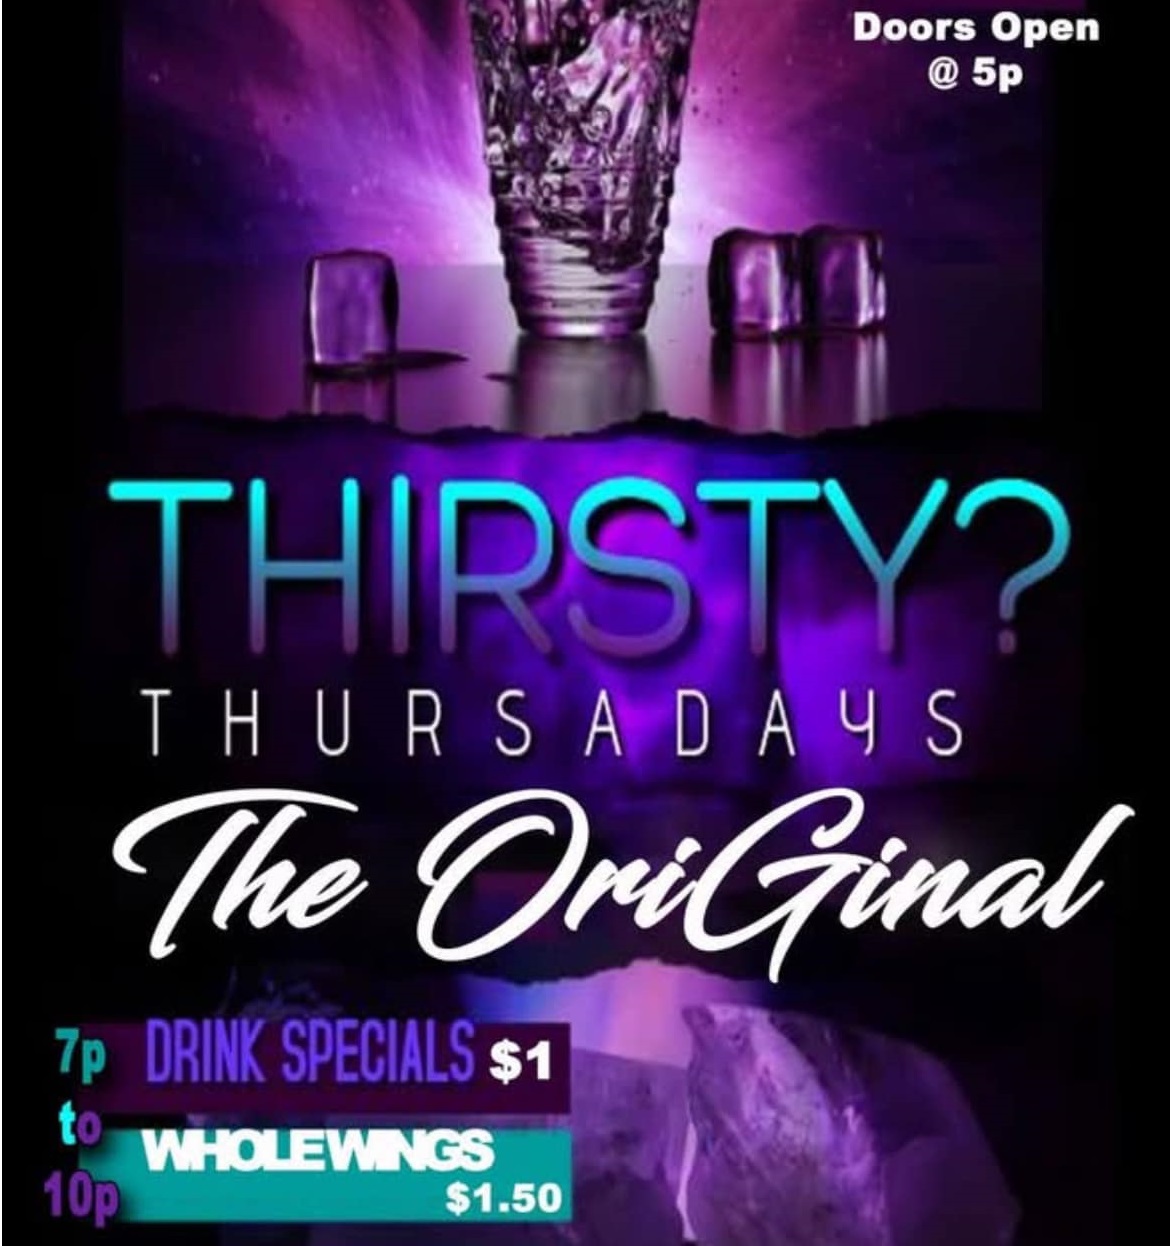 Doors Open
@ 5p
THIRSTY?
THURSADAYS
The OriGinal
7p DRINK SPECIALS $1
to
WHOLEWINGS
10p $1.50